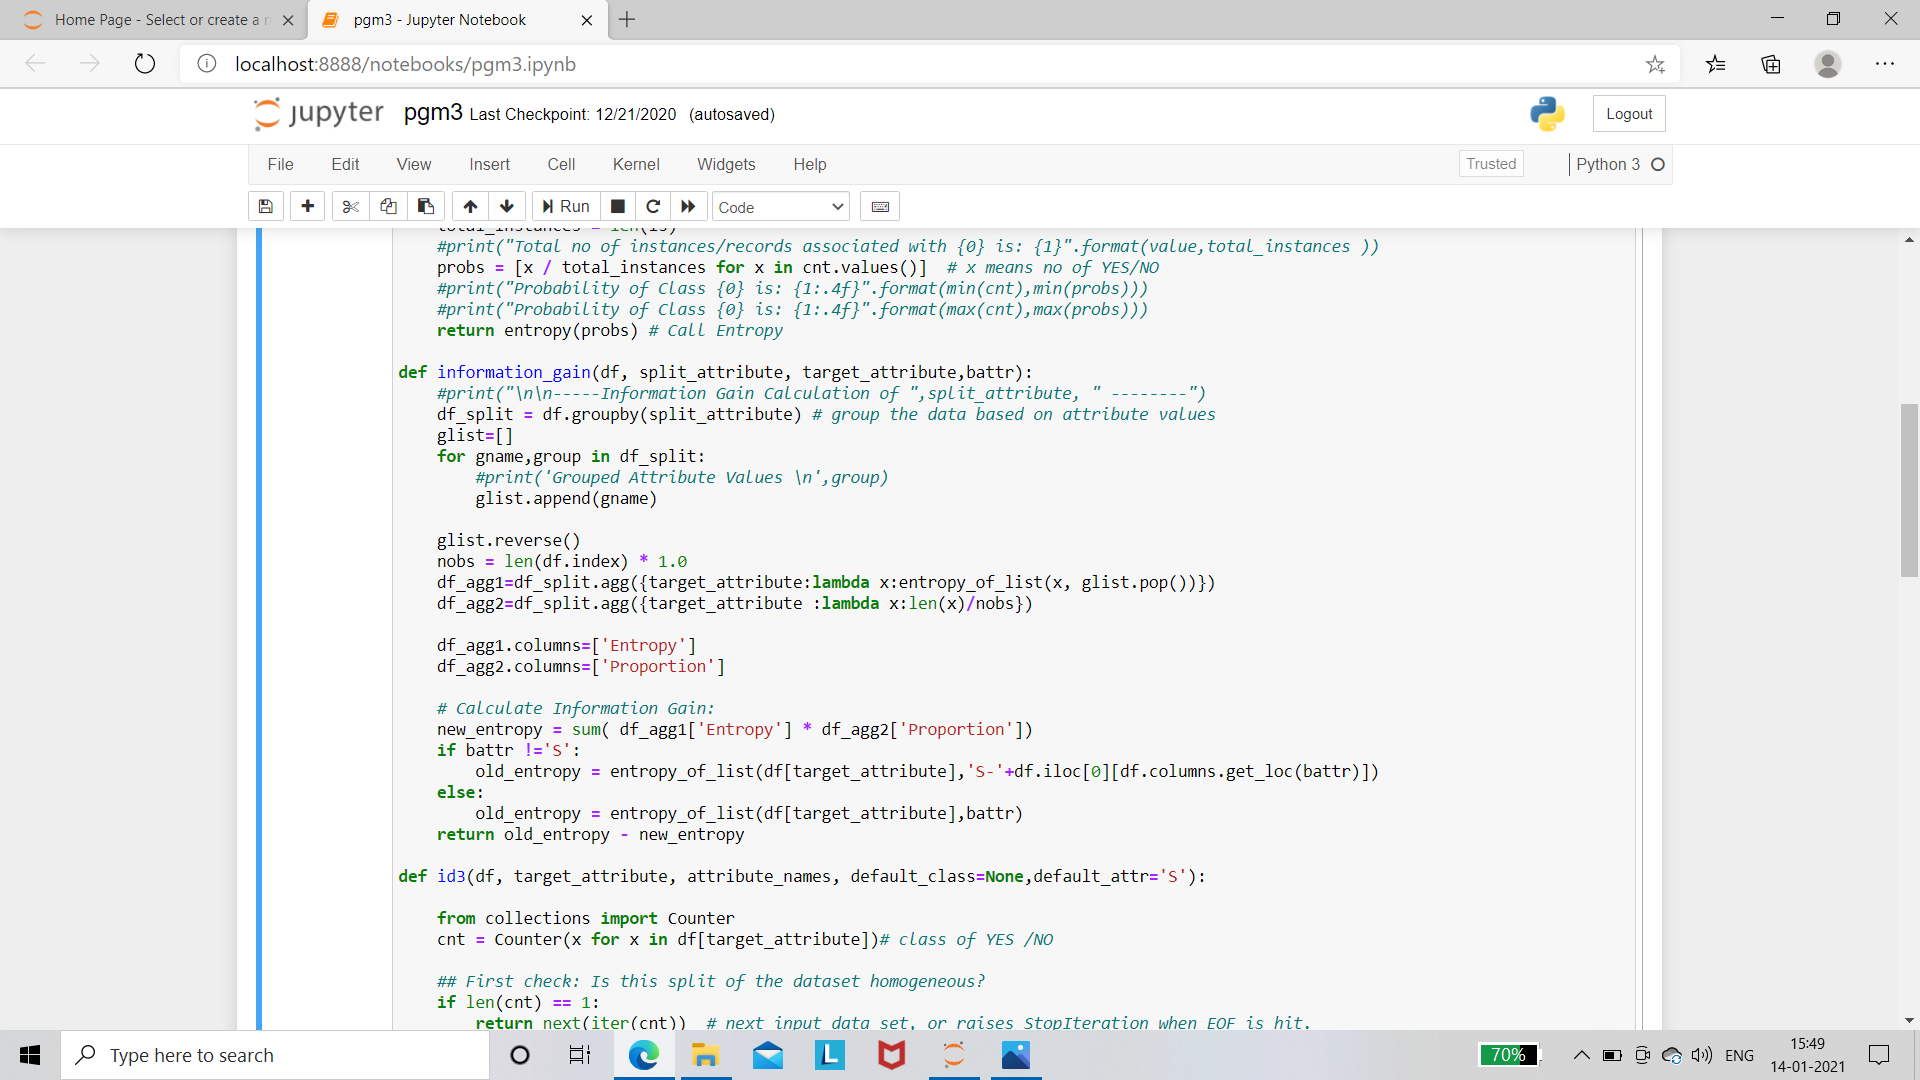 Home Page - Select or create a n
pgm3 - Jupyter Notebook
localhost:8888/notebooks/pgm3.ipynb
jupyter pgm3 Last Checkpoint: 12/21/2020 (autosaved)
Logout
File Edit View Insert Cell Kernel Widgets Help
Trusted
Python 3
Run
Code
total_instances = len(ls)
#print("Total no of instances/records associated with {0} is: {1}".format(value,total_instances ))
probs = [x / total_instances for x in cnt.values()]  # x means no of YES/NO
#print("Probability of Class {0} is: {1:.4f}".format(min(cnt),min(probs)))
#print("Probability of Class {0} is: {1:.4f}".format(max(cnt),max(probs)))
return entropy(probs) # Call Entropy
def information_gain(df, split_attribute, target_attribute,battr):
#print("\n\n-----Information Gain Calculation of ",split_attribute, " --------")
df_split = df.groupby(split_attribute) # group the data based on attribute values
glist=[]
for gname,group in df_split:
#print('Grouped Attribute Values \n',group)
glist.append(gname)
glist.reverse()
nobs = len(df.index) * 1.0
df_agg1=df_split.agg({target_attribute:lambda x:entropy_of_list(x, glist.pop())})
df_agg2=df_split.agg({target_attribute :lambda x:len(x)/nobs})
df_agg1.columns=['Entropy']
df_agg2.columns=['Proportion']
# Calculate Information Gain:
new_entropy = sum( df_agg1['Entropy'] * df_agg2['Proportion'])
if battr !='S':
old_entropy = entropy_of_list(df[target_attribute],'S-'+df.iloc[0][df.columns.get_loc(battr)])
else:
old_entropy = entropy_of_list(df[target_attribute],battr)
return old_entropy - new_entropy
def id3(df, target_attribute, attribute_names, default_class=None,default_attr='S'):
from collections import Counter
cnt = Counter(x for x in df[target_attribute])# class of YES /NO
## First check: Is this split of the dataset homogeneous?
if len(cnt) == 1:
return next(iter(cnt))  # next input data set, or raises StopIteration when EOF is hit.
Type here to search
L
70%
ENG
15:49
14-01-2021